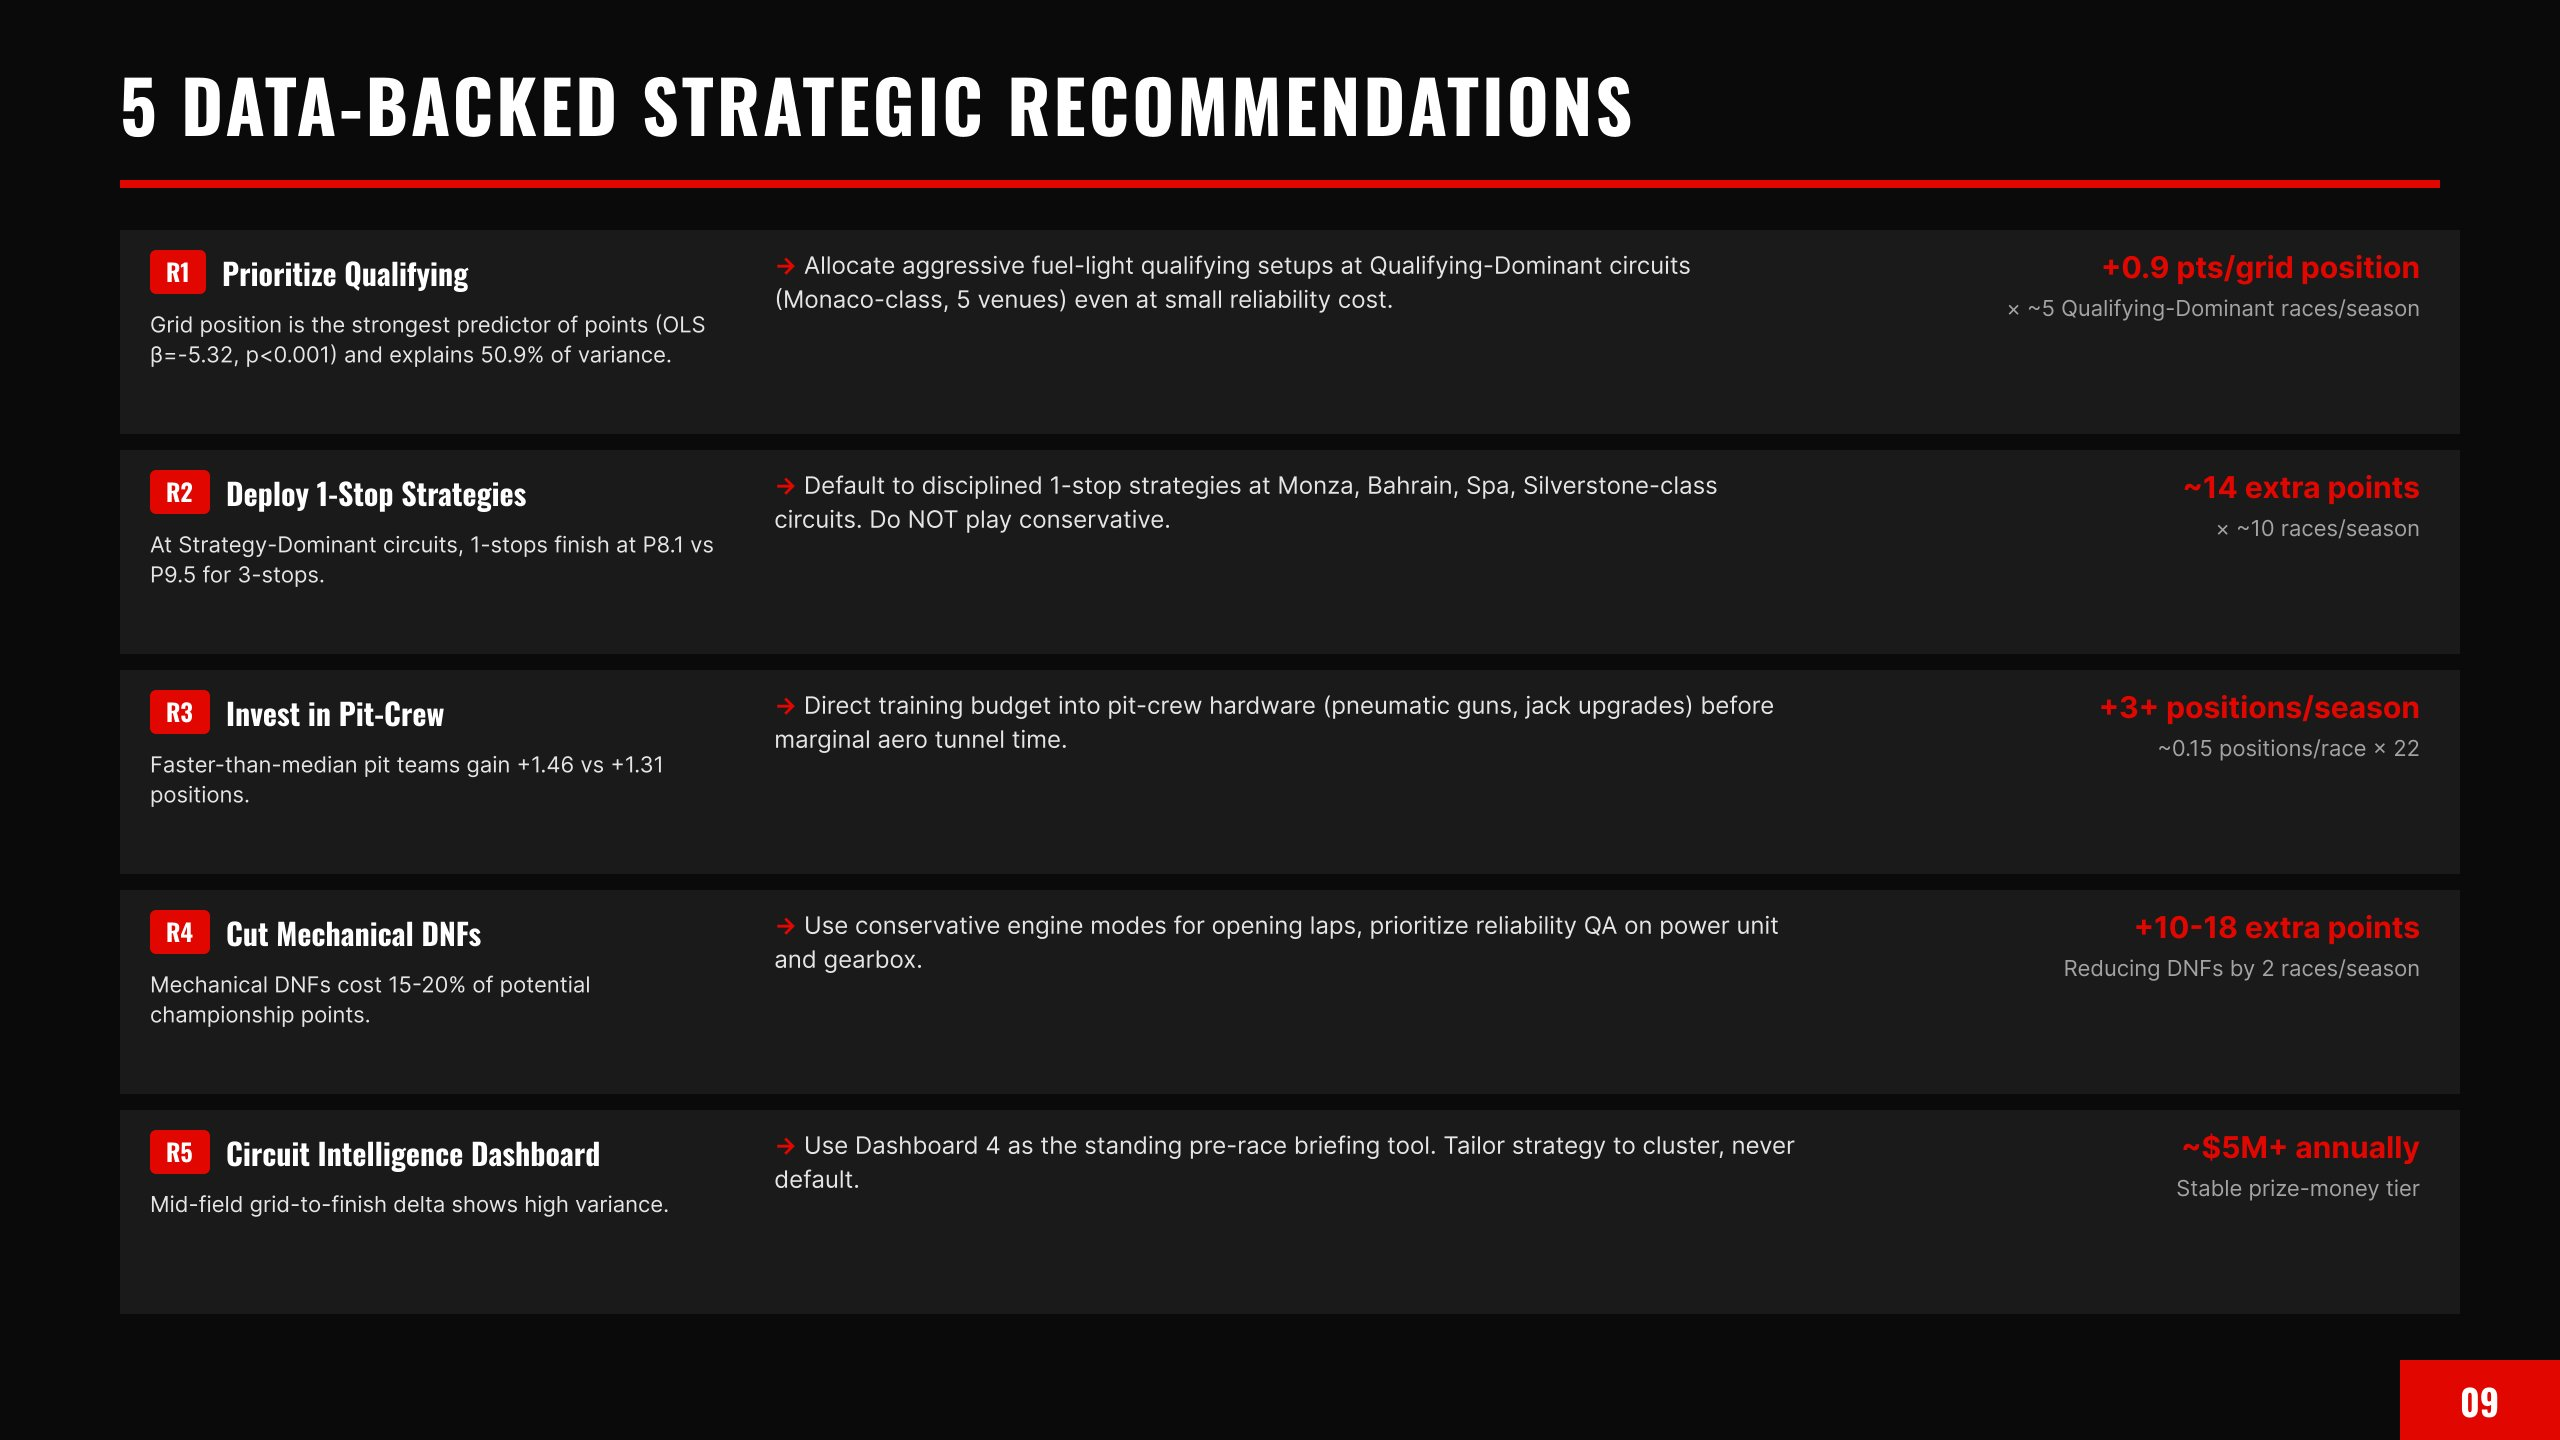 5 DATA-BACKED STRATEGIC RECOMMENDATIONS
R1 Prioritize Qualifying
Grid position is the strongest predictor of points (OLS
β=-5.32, p<0.001) and explains 50.9% of variance.
→ Allocate aggressive fuel-light qualifying setups at Qualifying-Dominant circuits
(Monaco-class, 5 venues) even at small reliability cost.
+0.9 pts/grid position
× ~5 Qualifying-Dominant races/season
R2 Deploy 1-Stop Strategies
At Strategy-Dominant circuits, 1-stops finish at P8.1 vs
P9.5 for 3-stops.
→ Default to disciplined 1-stop strategies at Monza, Bahrain, Spa, Silverstone-class
circuits. Do NOT play conservative.
~14 extra points
× ~10 races/season
R3 Invest in Pit-Crew
Faster-than-median pit teams gain +1.46 vs +1.31
positions.
→ Direct training budget into pit-crew hardware (pneumatic guns, jack upgrades) before
marginal aero tunnel time.
+3+ positions/season
~0.15 positions/race × 22
R4 Cut Mechanical DNFs
Mechanical DNFs cost 15-20% of potential
championship points.
→ Use conservative engine modes for opening laps, prioritize reliability QA on power unit
and gearbox.
+10-18 extra points
Reducing DNFs by 2 races/season
R5 Circuit Intelligence Dashboard
Mid-field grid-to-finish delta shows high variance.
→ Use Dashboard 4 as the standing pre-race briefing tool. Tailor strategy to cluster, never
default.
~$5M+ annually
Stable prize-money tier
09